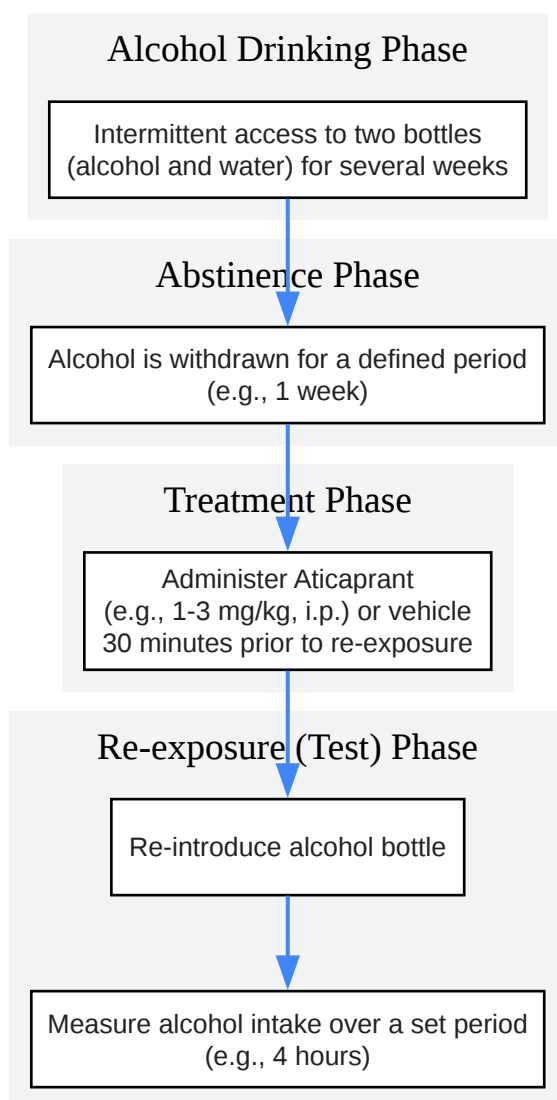 Alcohol Drinking Phase
Intermittent access to two bottles
(alcohol and water) for several weeks
Abstinence Phase
Alcohol is withdrawn for a defined period
(e.g., 1 week)
Treatment Phase
Administer Aticaprant
(e.g., 1-3 mg/kg, i.p.) or vehicle
30 minutes prior to re-exposure
Re-exposure (Test) Phase
Re-introduce alcohol bottle
Measure alcohol intake over a set period
(e.g., 4 hours)